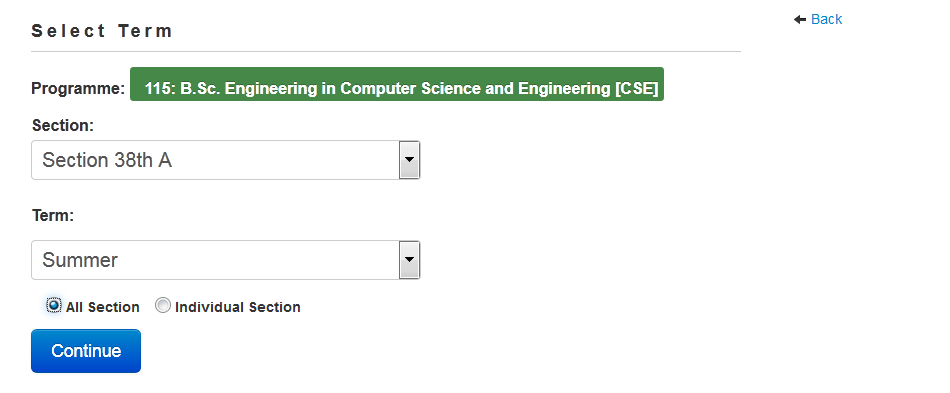 Select Term
Back
Programme: 115: B.Sc. Engineering in Computer Science and Engineering [CSE]
Section:
Section 38th A
Term:
Summer
All Section Individual Section
Continue